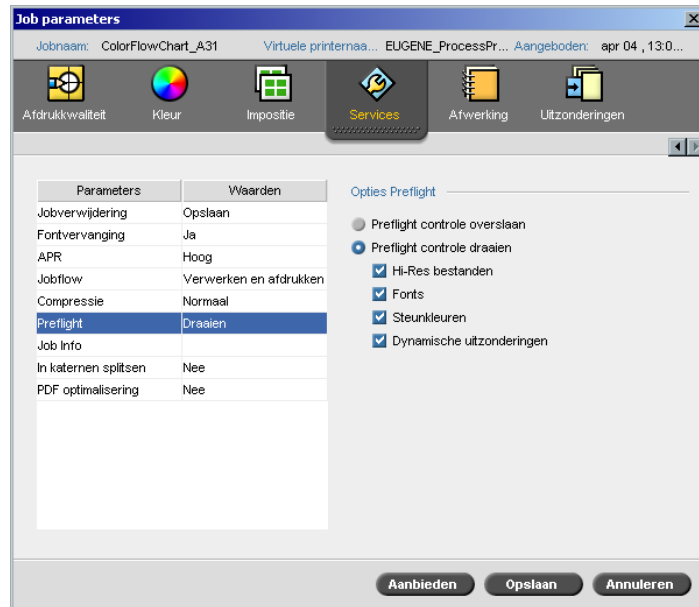 Job parameters
Jobnaam: ColorFlowChart_A31 Virtuele printernaa... EUGENE_ProcessPr... Aangeboden: apr 04 , 13:0...
Afdrukkwaliteit Kleur Impositie Services Afwerking Uitzonderingen
Parameters Waarden
Jobverwijdering Opslaan
Fontvervanging Ja
APR Hoog
Jobflow Verwerken en afdrukken
Compressie Normaal
Preflight Draaien
Job Info
In katernen splitsen Nee
PDF optimalisering Nee
Opties Preflight
Preflight controle overslaan
Preflight controle draaien
Hi-Res bestanden
Fonts
Steunkleuren
Dynamische uitzonderingen
Aanbieden Opslaan Annuleren